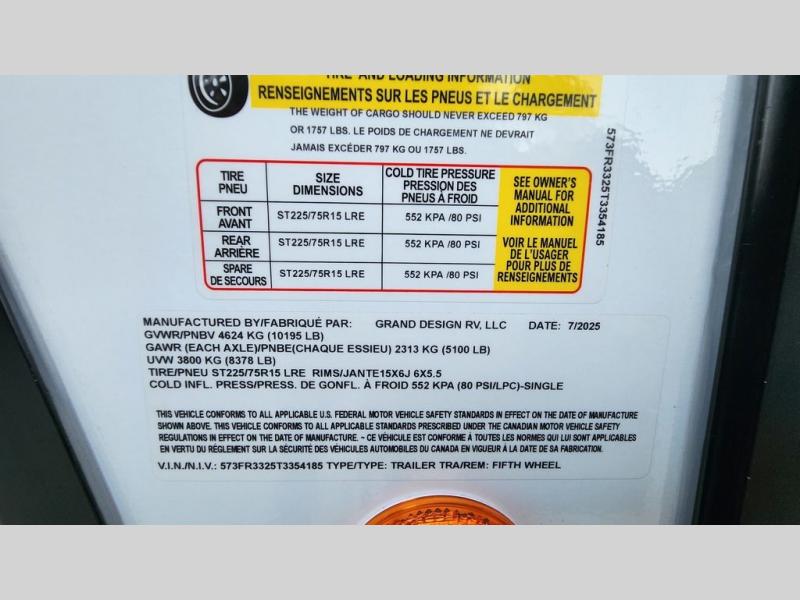 TIRE AND LOADING INFORMATION
RENSEIGNEMENTS SUR LES PNEUS ET LE CHARGEMENT
THE WEIGHT OF CARGO SHOULD NEVER EXCEED 797 KG
OR 1757 LBS. LE POIDS DE CHARGEMENT NE DEVRAIT
JAMAIS EXCÉDER 797 KG OU 1757 LBS.
TIRE
PNEU
SIZE
DIMENSIONS
COLD TIRE PRESSURE
PRESSION DES
PNEUS À FROID
FRONT
AVANT
ST225/75R15 LRE
552 KPA /80 PSI
REAR
ARRIÈRE
ST225/75R15 LRE
552 KPA /80 PSI
SPARE
DE SECOURS
ST225/75R15 LRE
552 KPA /80 PSI
SEE OWNER'S
MANUAL FOR
ADDITIONAL
INFORMATION
VOIR LE MANUEL
DE L'USAGER
POUR PLUS DE
RENSEIGNEMENTS
573FR3325T3354185
MANUFACTURED BY/FABRIQUÉ PAR: GRAND DESIGN RV, LLC DATE: 7/2025
GVWR/PNBV 4624 KG (10195 LB)
GAWR (EACH AXLE)/PNBE(CHAQUE ESSIEU) 2313 KG (5100 LB)
UVW 3800 KG (8378 LB)
TIRE/PNEU ST225/75R15 LRE RIMS/JANTE15X6J 6X5.5
COLD INFL. PRESS/PRESS. DE GONFL. À FROID 552 KPA (80 PSI/LPC)-SINGLE
THIS VEHICLE CONFORMS TO ALL APPLICABLE U.S. FEDERAL MOTOR VEHICLE SAFETY STANDARDS IN EFFECT ON THE DATE OF MANUFACTURE
SHOWN ABOVE. THIS VEHICLE CONFORMS TO ALL APPLICABLE STANDARDS PRESCRIBED UNDER THE CANADIAN MOTOR VEHICLE SAFETY
REGULATIONS IN EFFECT ON THE DATE OF MANUFACTURE. ~ CE VÉHICULE EST CONFORME À TOUTES LES NORMES QUI LUI SONT APPLICABLES
EN VERTU DU RÉGLEMENT SUR LA SÉCURITÉ DES VÉHICULES AUTOMOBILES DU CANADA EN VIGUEUR À LA DATE DE SA FABRICATION.
V.I.N./N.I.V.: 573FR3325T3354185 TYPE/TYPE: TRAILER TRA/REM: FIFTH WHEEL